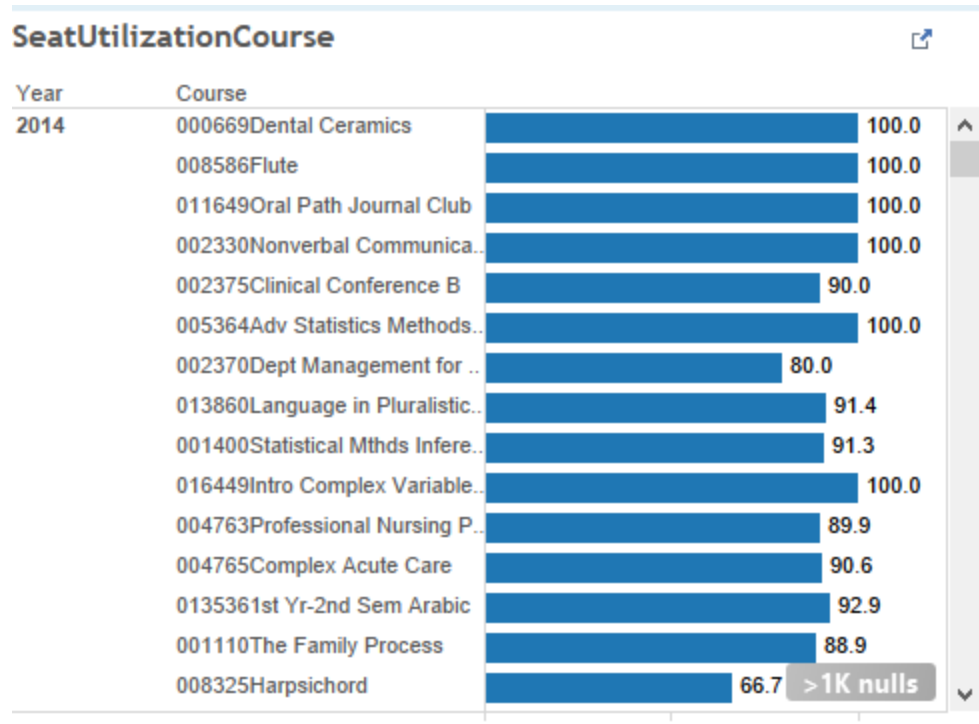 SeatUtilizationCourse
Year Course
2014 000669Dental Ceramics 100.0
008586Flute 100.0
011649Oral Path Journal Club 100.0
002330Nonverbal Communica.. 100.0
002375Clinical Conference B 90.0
005364Adv Statistics Methods.. 100.0
002370Dept Management for .. 80.0
013860Language in Pluralistic.. 91.4
001400Statistical Mthds Infere.. 91.3
016449Intro Complex Variable.. 100.0
004763Professional Nursing P.. 89.9
004765Complex Acute Care 90.6
0135361st Yr-2nd Sem Arabic 92.9
001110The Family Process 88.9
008325Harpsichord 66.7 >1K nulls